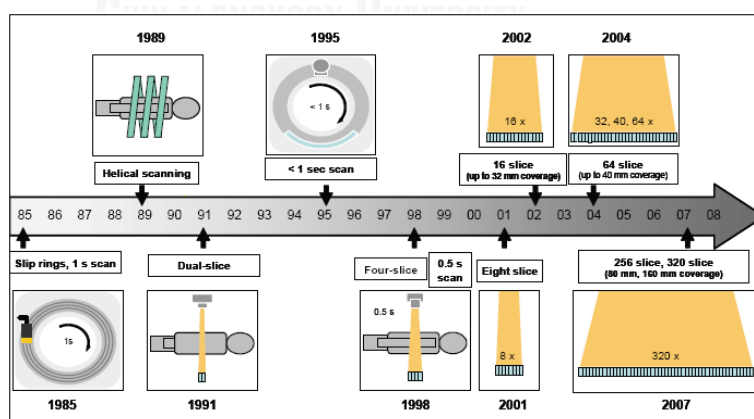 CHULALONGKORN UNIVERSITY
1989
1995
2002
2004
< 1 s
16 x
32, 40, 64 x
Helical scanning
< 1 sec scan
16 slice
(up to 32 mm coverage)
64 slice
(up to 40 mm coverage)
85 86 87 88 89 90 91 92 93 94 95 96 97 98 99 00 01 02 03 04 05 06 07 08
Slip rings, 1 s scan
Dual-slice
Four-slice
0.5 s
scan
Eight slice
256 slice, 320 slice
(80 mm, 160 mm coverage)
1s
0.5 s
8 x
320 x
1985
1991
1998
2001
2007